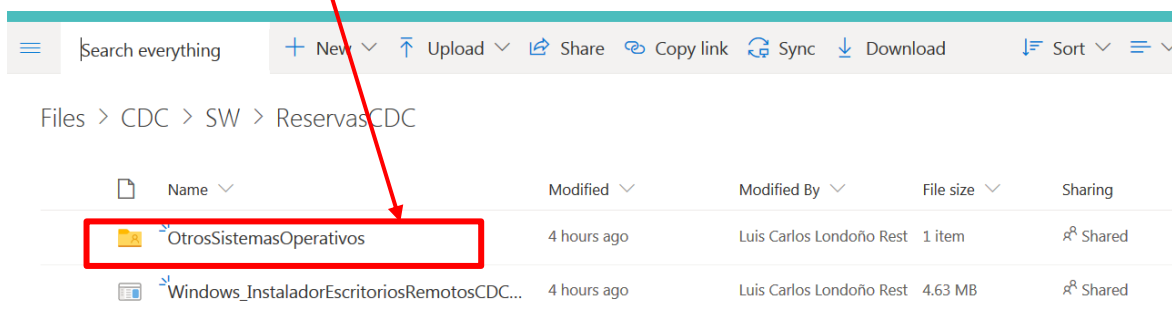 Search everything New Upload Share Copy link Sync Download Sort
Files > CDC > SW > ReservasCDC
Name Modified Modified By File size Sharing
OtrosSistemasOperativos 4 hours ago Luis Carlos Londoño Rest 1 item Shared
Windows_InstaladorEscritoriosRemotosCDC... 4 hours ago Luis Carlos Londoño Rest 4.63 MB Shared